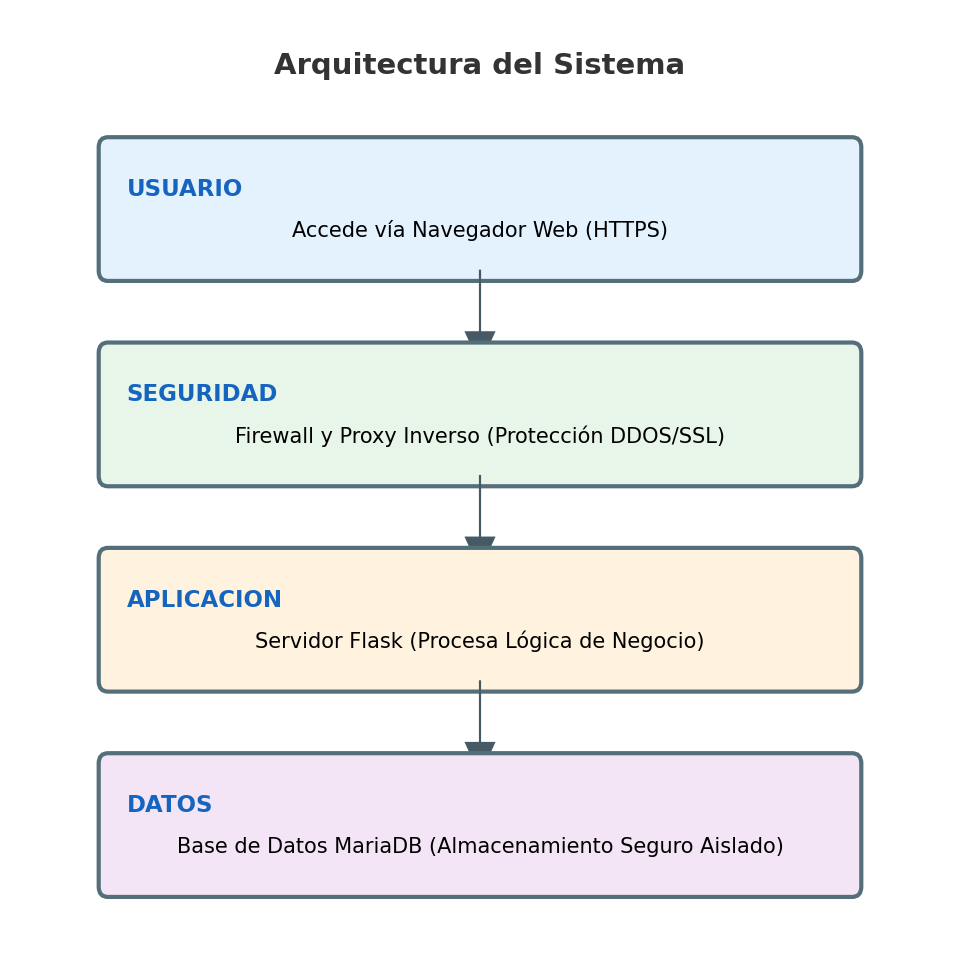 Arquitectura del Sistema
USUARIO
Accede vía Navegador Web (HTTPS)
SEGURIDAD
Firewall y Proxy Inverso (Protección DDOS/SSL)
APLICACION
Servidor Flask (Procesa Lógica de Negocio)
DATOS
Base de Datos MariaDB (Almacenamiento Seguro Aislado)